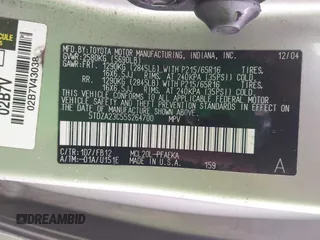 MFD. BY: TOYOTA MOTOR MANUFACTURING, INDIANA, INC. 12/04
GVWR: 2580KG (5690LB)
GAWR: FRT. 1290KG (2845LB) WITH P215/65R16 TIRES,
16X6.5JJ RIMS, AT 240KPA (35PSI) COLD
RR. 1290KG (2845LB) WITH P215/65R16 TIRES,
16X6.5JJ RIMS, AT 240KPA (35PSI) COLD
THIS VEHICLE CONFORMS TO ALL APPLICABLE FEDERAL MOTOR
VEHICLE SAFETY AND THEFT PREVENTION STANDARDS IN EFFECT
ON THE DATE OF MANUFACTURE SHOWN ABOVE.
5TDZA23C55S264700 MPV
C/TR: 1D7/FB12 MCL20L-PFAEKA
A/TM: -01A/U151E MADE IN U.S.A. 159 A
02B7V
02B7V43038
DREAMBID